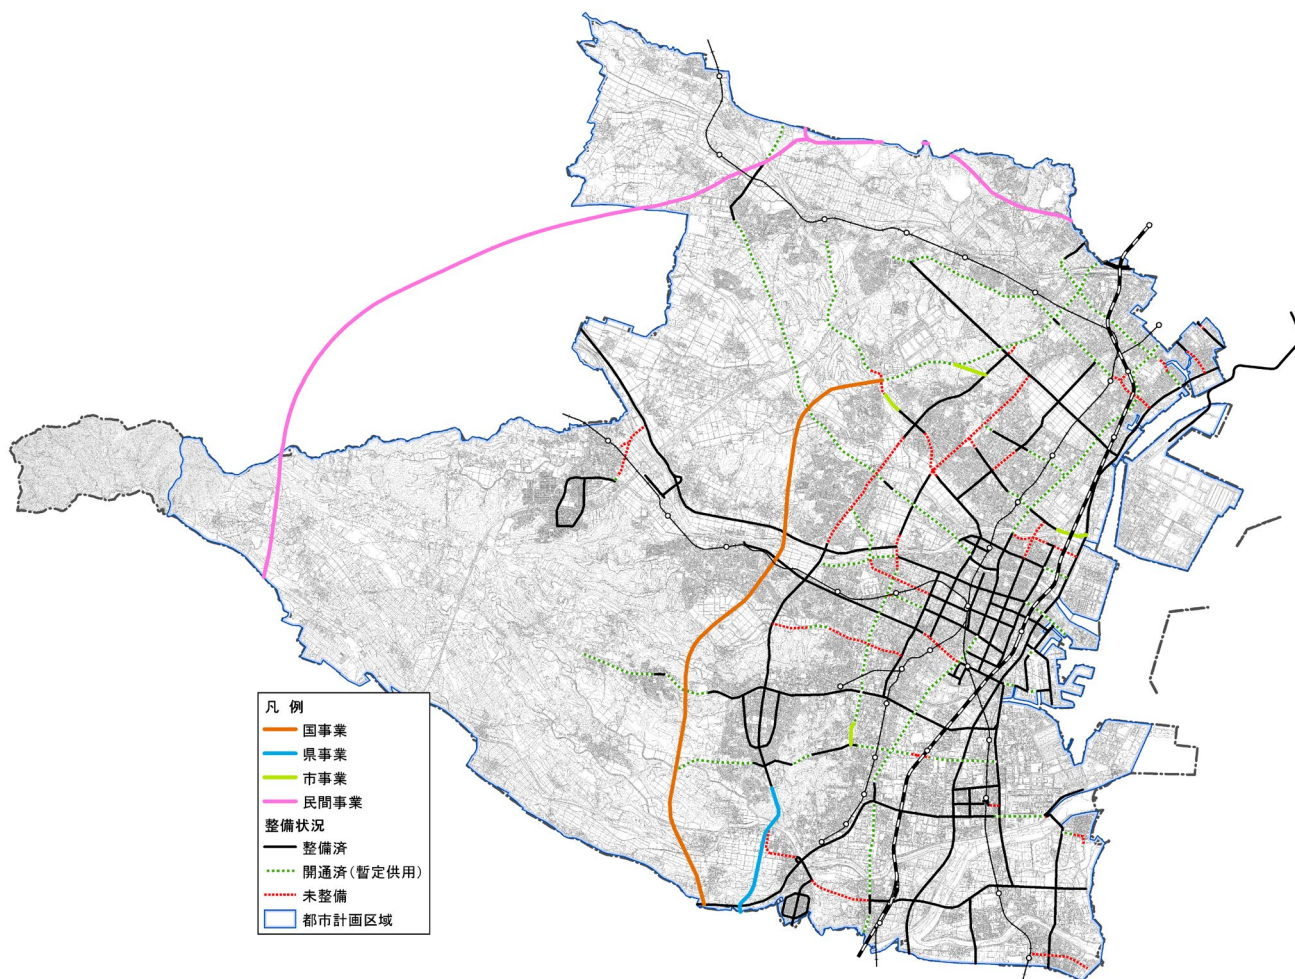 凡 例
国事業
県事業
市事業
民間事業
整備状況
整備済
開通済(暫定供用)
未整備
都市計画区域